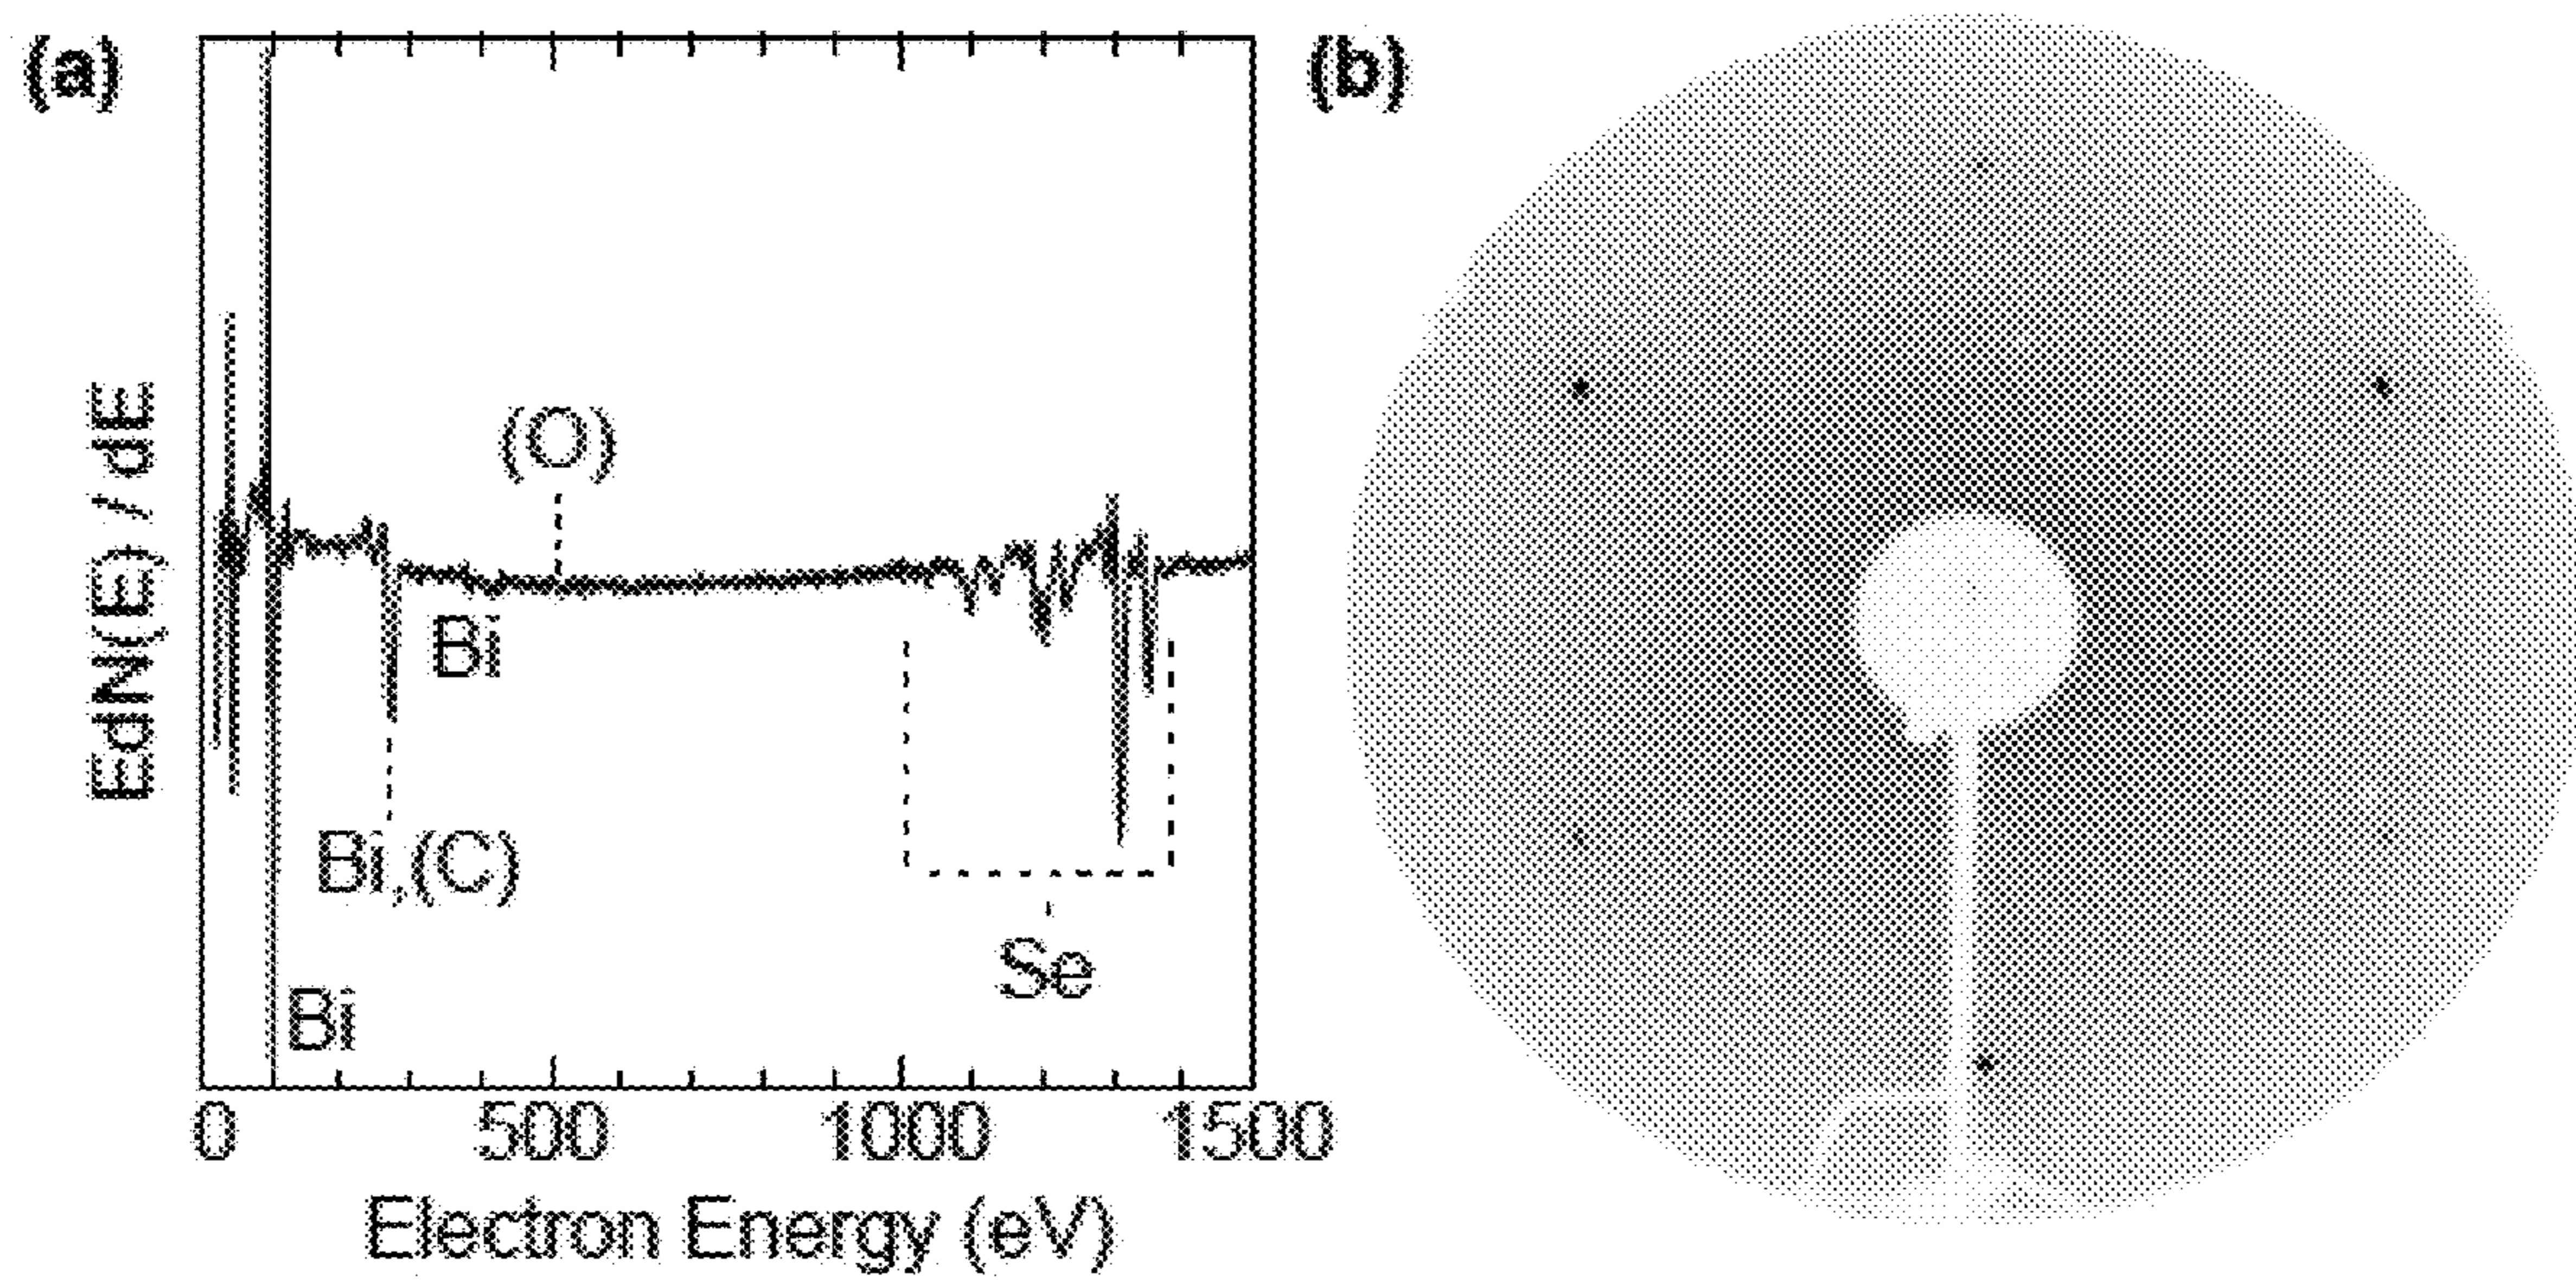 (a)
(b)
EdN(E) / dE
(O)
Bi
Bi,(C)
Se
Bi
0 500 1000 1500
Electron Energy (eV)